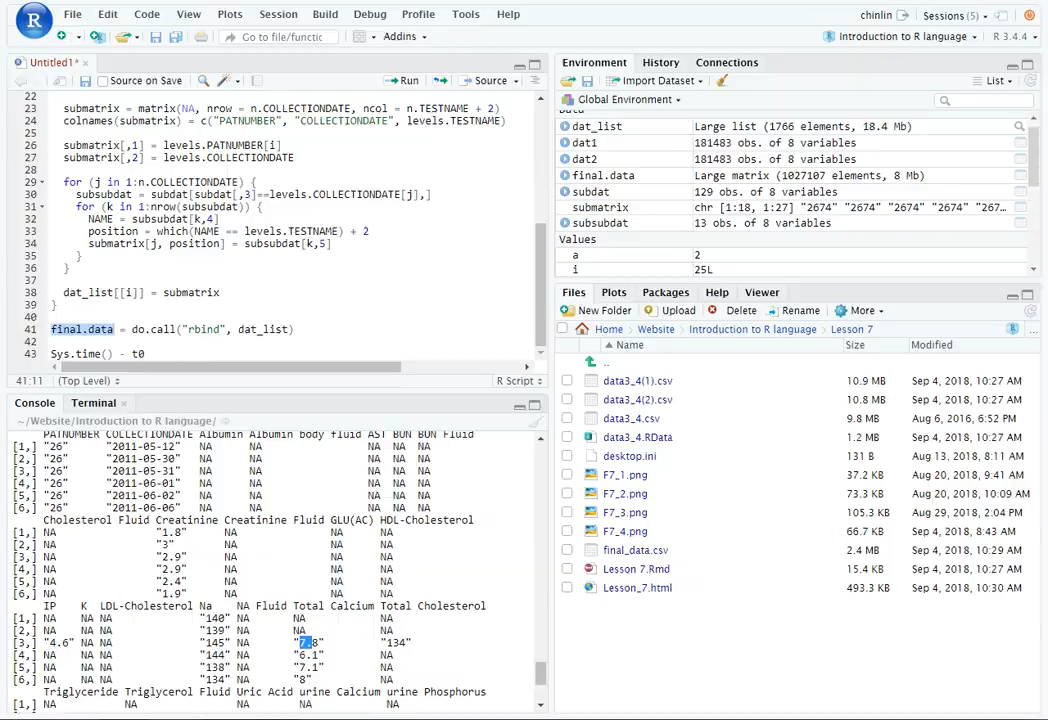 File Edit Code View Plots Session Build Debug Profile Tools Help
chinlin Sessions (5)
Go to file/functic Addins
Introduction to R language R 3.4.4
Untitled1*
Source on Save Run Source
22
23 submatrix = matrix(NA, nrow = n.COLLECTIONDATE, ncol = n.TESTNAME + 2)
24 colnames(submatrix) = c("PATNUMBER", "COLLECTIONDATE", levels.TESTNAME)
25
26 submatrix[,1] = levels.PATNUMBER[i]
27 submatrix[,2] = levels.COLLECTIONDATE
28
29 for (j in 1:n.COLLECTIONDATE) {
30 subsubdat = subdat[subdat[,3]==levels.COLLECTIONDATE[j],]
31 for (k in 1:nrow(subsubdat)) {
32 NAME = subsubdat[k,4]
33 position = which(NAME == levels.TESTNAME) + 2
34 submatrix[j, position] = subsubdat[k,5]
35 }
36 }
37
38 dat_list[[i]] = submatrix
39 }
40
41 final.data = do.call("rbind", dat_list)
42
43 Sys.time() - t0
41:11 (Top Level) R Script
Console Terminal
~/Website/Introduction to R language/
PATNUMBER COLLECTIONDATE Albumin Albumin body fluid AST BUN BUN Fluid
[1,] "26" "2011-05-12" NA NA NA NA NA
[2,] "26" "2011-05-30" NA NA NA NA NA
[3,] "26" "2011-05-31" NA NA NA NA NA
[4,] "26" "2011-06-01" NA NA NA NA NA
[5,] "26" "2011-06-02" NA NA NA NA NA
[6,] "26" "2011-06-06" NA NA NA NA NA
Cholesterol Fluid Creatinine Creatinine Fluid GLU(AC) HDL-Cholesterol
[1,] NA "1.8" NA NA NA
[2,] NA "3" NA NA NA
[3,] NA "2.9" NA NA NA
[4,] NA "2.9" NA NA NA
[5,] NA "2.4" NA NA NA
[6,] NA "1.9" NA NA NA
IP K LDL-Cholesterol Na NA Fluid Total Calcium Total Cholesterol
[1,] NA NA NA "140" NA NA NA
[2,] NA NA NA "139" NA NA NA
[3,] "4.6" NA NA "145" NA "7.8" "134"
[4,] NA NA NA "144" NA "6.1" NA
[5,] NA NA NA "138" NA "7.1" NA
[6,] NA NA NA "134" NA "8" NA
Triglyceride Triglycerol Fluid Uric Acid urine Calcium urine Phosphorus
[1,] NA NA NA NA NA
Environment History Connections
Import Dataset List
Global Environment
Data
dat_list Large list (1766 elements, 18.4 Mb)
dat1 181483 obs. of 8 variables
dat2 181483 obs. of 8 variables
final.data Large matrix (1027107 elements, 8 Mb)
subdat 129 obs. of 8 variables
submatrix chr [1:18, 1:27] "2674" "2674" "2674" "2674" "267...
subsubdat 13 obs. of 8 variables
Values
a 2
i 25L
Files Plots Packages Help Viewer
New Folder Upload Delete Rename More
Home Website Introduction to R language Lesson 7 ...
Name Size Modified
..
data3_4(1).csv 10.9 MB Sep 4, 2018, 10:27 AM
data3_4(2).csv 10.8 MB Sep 4, 2018, 10:27 AM
data3_4.csv 9.8 MB Aug 6, 2016, 6:52 PM
data3_4.RData 1.2 MB Sep 4, 2018, 10:27 AM
desktop.ini 131 B Aug 13, 2018, 8:11 AM
F7_1.png 37.2 KB Aug 20, 2018, 9:41 AM
F7_2.png 73.3 KB Aug 20, 2018, 10:09 AM
F7_3.png 105.3 KB Aug 29, 2018, 2:04 PM
F7_4.png 66.7 KB Sep 4, 2018, 8:43 AM
final_data.csv 2.4 MB Sep 4, 2018, 10:29 AM
Lesson 7.Rmd 15.4 KB Sep 4, 2018, 10:27 AM
Lesson_7.html 493.3 KB Sep 4, 2018, 10:30 AM